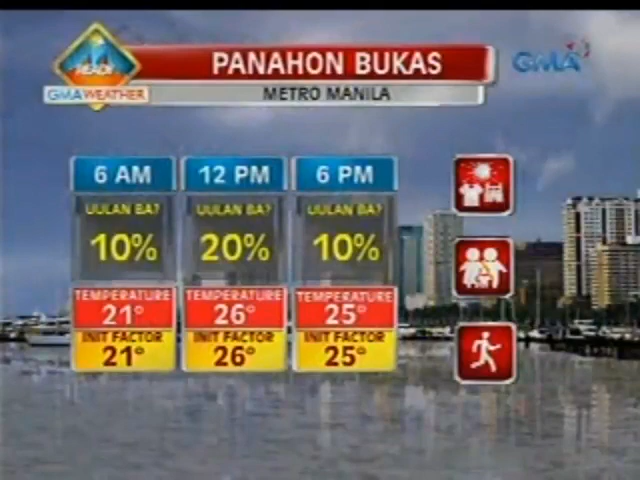 READY
GMA WEATHER
PANAHON BUKAS
GMA
METRO MANILA
6 AM 12 PM 6 PM
UULAN BA? UULAN BA? UULAN BA?
10% 20% 10%
TEMPERATURE TEMPERATURE TEMPERATURE
21° 26° 25°
INIT FACTOR INIT FACTOR INIT FACTOR
21° 26° 25°